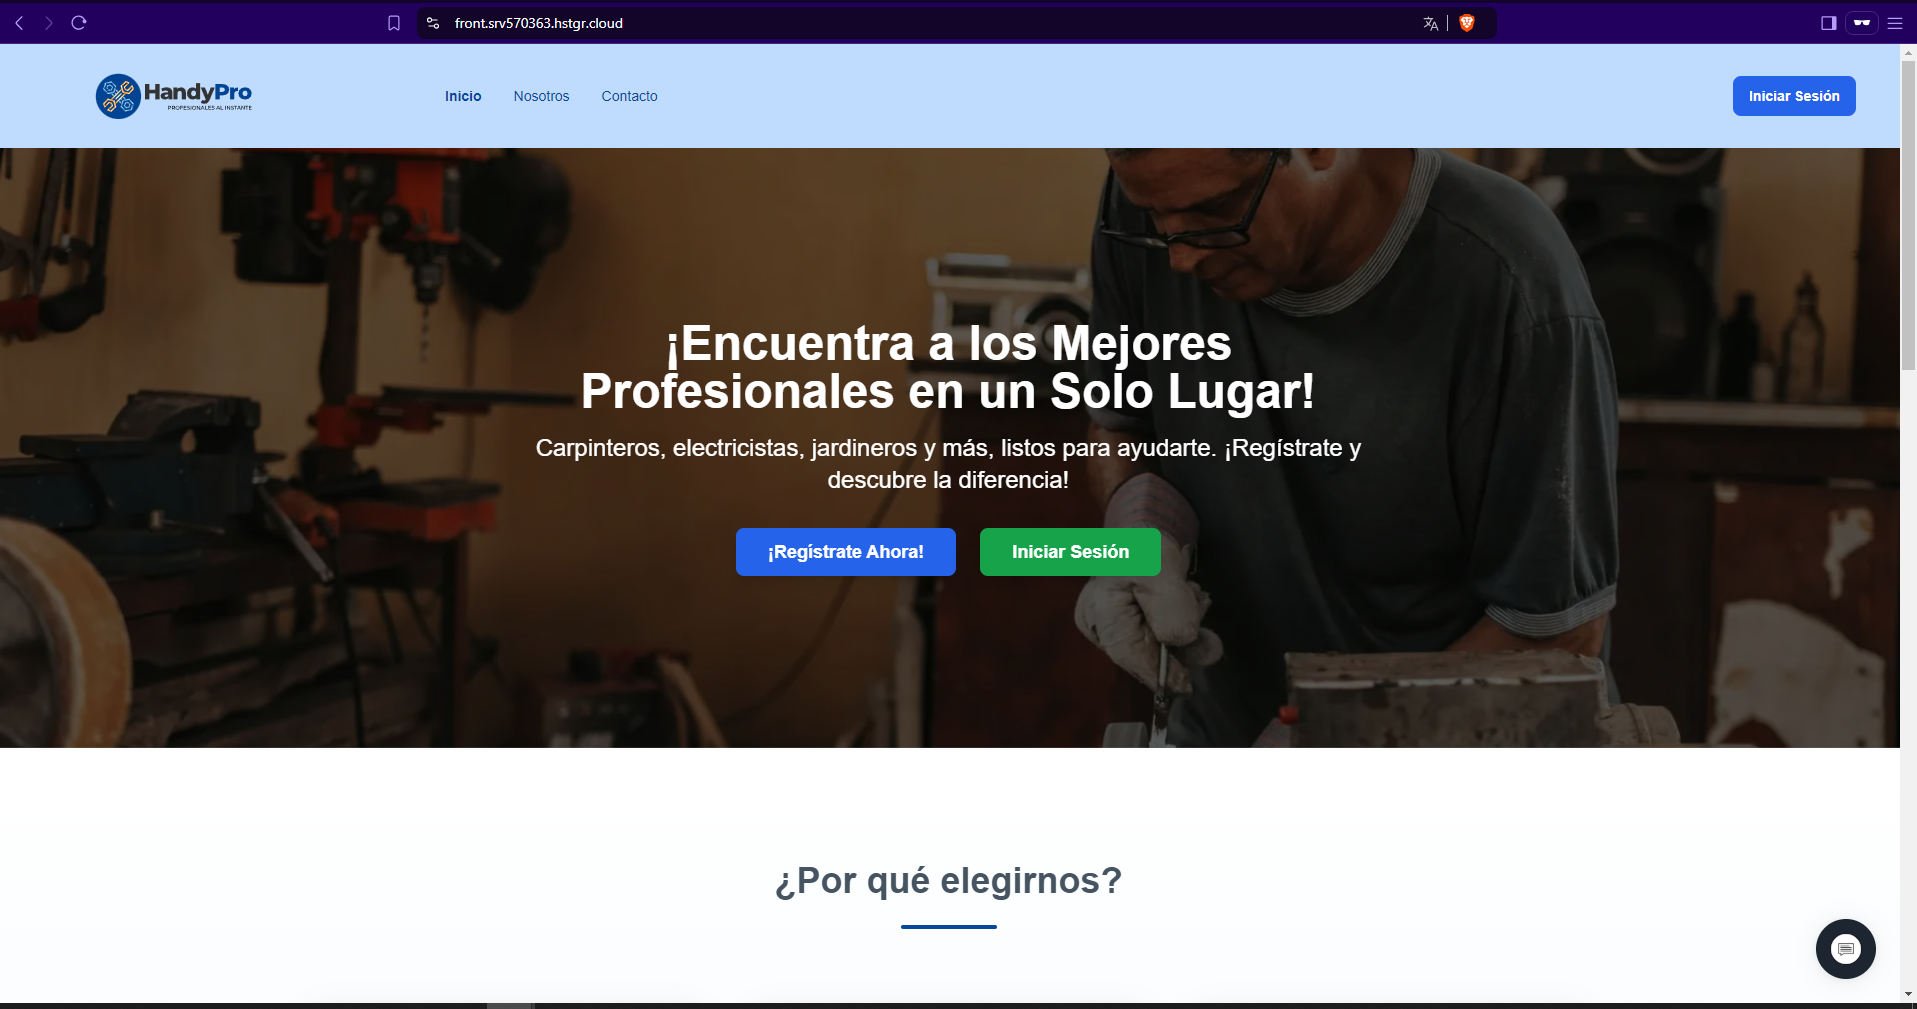 front.srv570363.hstgr.cloud
HandyPro
PROFESIONALES AL INSTANTE
Inicio
Nosotros
Contacto
Iniciar Sesión
¡Encuentra a los Mejores
Profesionales en un Solo Lugar!
Carpinteros, electricistas, jardineros y más, listos para ayudarte. ¡Regístrate y
descubre la diferencia!
¡Regístrate Ahora!
Iniciar Sesión
¿Por qué elegirnos?